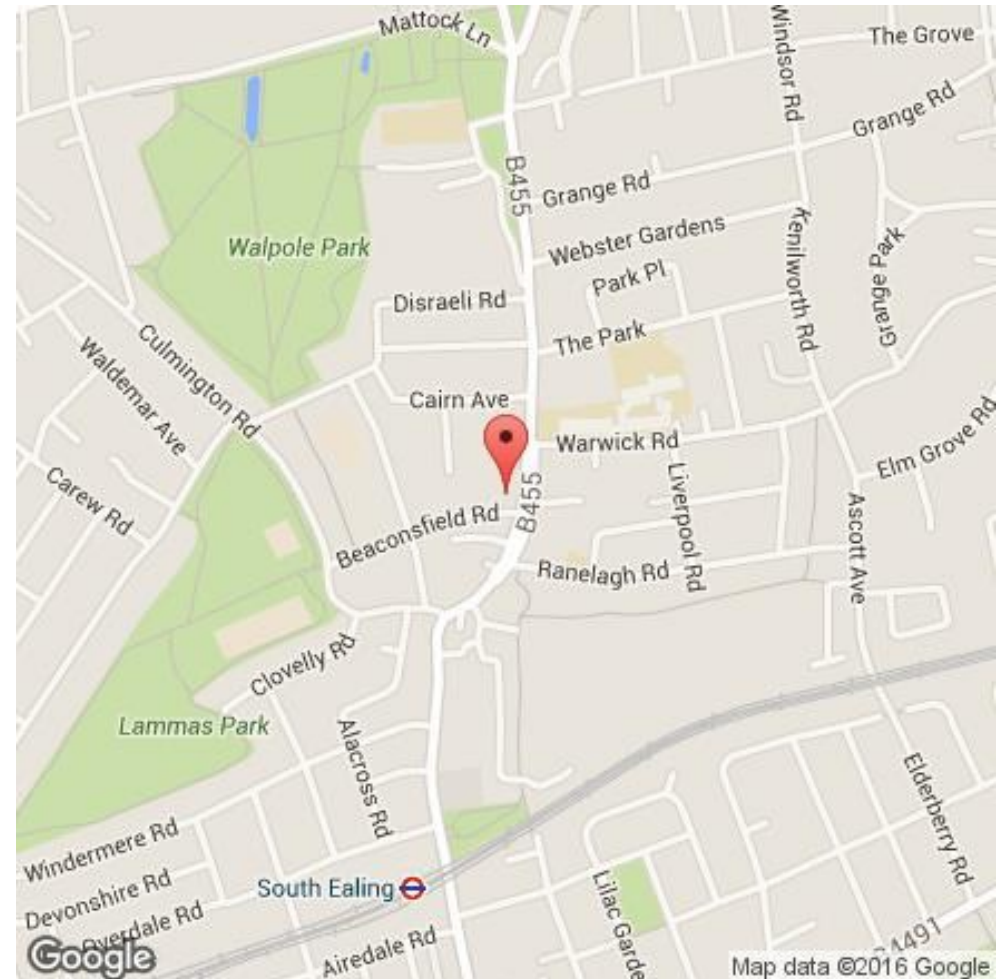 Mattock Ln
The Grove
Windsor Rd
Grange Rd
B455
Grange Rd
Webster Gardens
Walpole Park
Park Pl
Kenilworth Rd
Grange Park
Disraeli Rd
The Park
Culmington Rd
Waldemar Ave
Cairn Ave
Warwick Rd
Elm Grove Rd
Carew Rd
B455
Liverpool Rd
Beaconsfield Rd
Ascott Ave
Ranelagh Rd
Clovelly Rd
Lammas Park
Alacross Rd
Elderberry Rd
Windermere Rd
Devonshire Rd
South Ealing
Lilac Garde
Airedale Rd
Google
Map data ©2016 Google